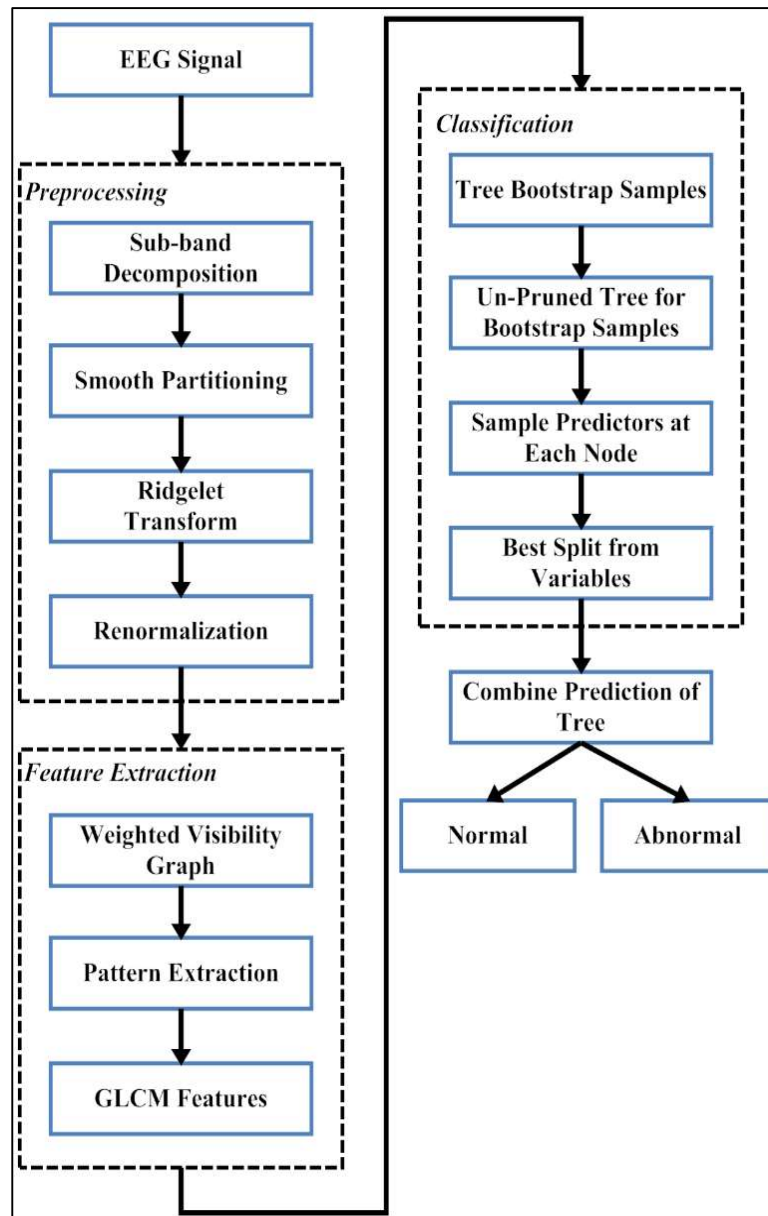 EEG Signal
Preprocessing
Sub-band
Decomposition
Smooth Partitioning
Ridgelet
Transform
Renormalization
Feature Extraction
Weighted Visibility
Graph
Pattern Extraction
GLCM Features
Classification
Tree Bootstrap Samples
Un-Pruned Tree for
Bootstrap Samples
Sample Predictors at
Each Node
Best Split from
Variables
Combine Prediction of
Tree
Normal
Abnormal